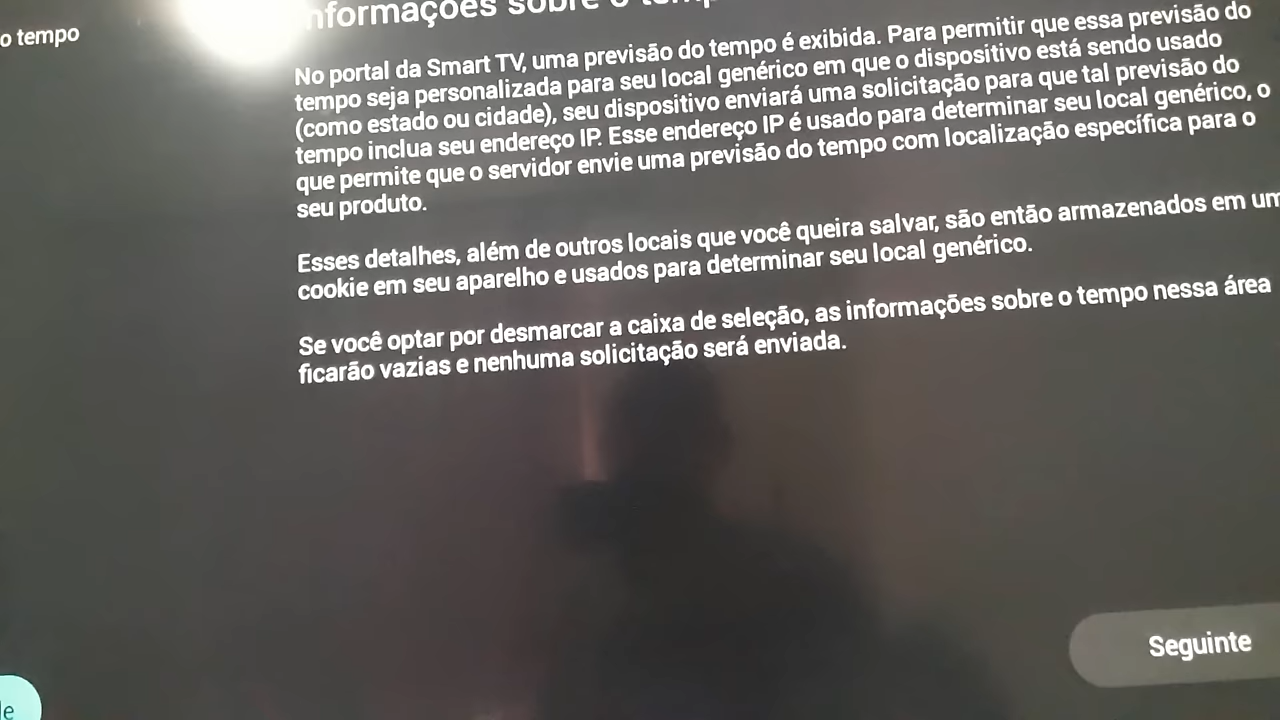 Informações sobre o tempo
o tempo
No portal da Smart TV, uma previsão do tempo é exibida. Para permitir que essa previsão do
tempo seja personalizada para seu local genérico em que o dispositivo está sendo usado
(como estado ou cidade), seu dispositivo enviará uma solicitação para que tal previsão do
tempo inclua seu endereço IP. Esse endereço IP é usado para determinar seu local genérico, o
que permite que o servidor envie uma previsão do tempo com localização específica para o
seu produto.
Esses detalhes, além de outros locais que você queira salvar, são então armazenados em um
cookie em seu aparelho e usados para determinar seu local genérico.
Se você optar por desmarcar a caixa de seleção, as informações sobre o tempo nessa área
ficarão vazias e nenhuma solicitação será enviada.
Seguinte